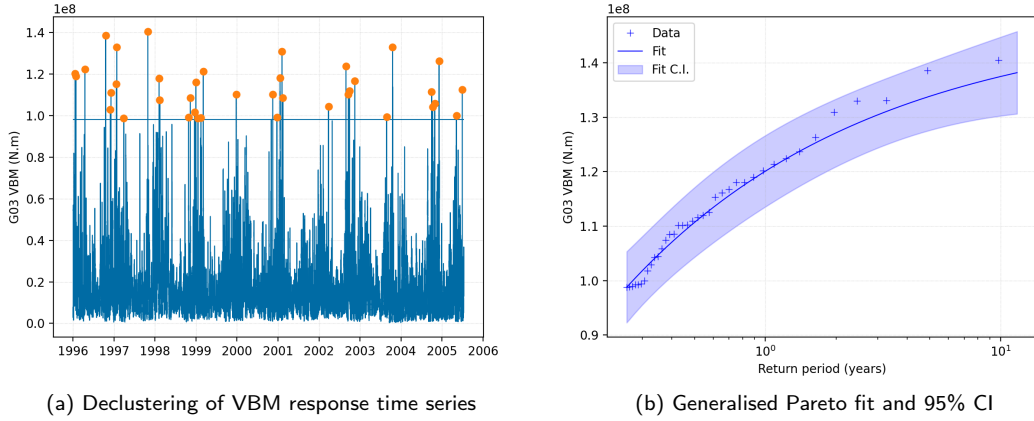 1e8
1.4
1.2
1.0
0.8
0.6
0.4
0.2
0.0
G03 VBM (N.m)
1996 1997 1998 1999 2000 2001 2002 2003 2004 2005 2006
(a) Declustering of VBM response time series
1e8
Data
Fit
Fit C.I.
1.4
1.3
1.2
1.1
1.0
0.9
G03 VBM (N.m)
10⁰ 10¹
Return period (years)
(b) Generalised Pareto fit and 95% CI